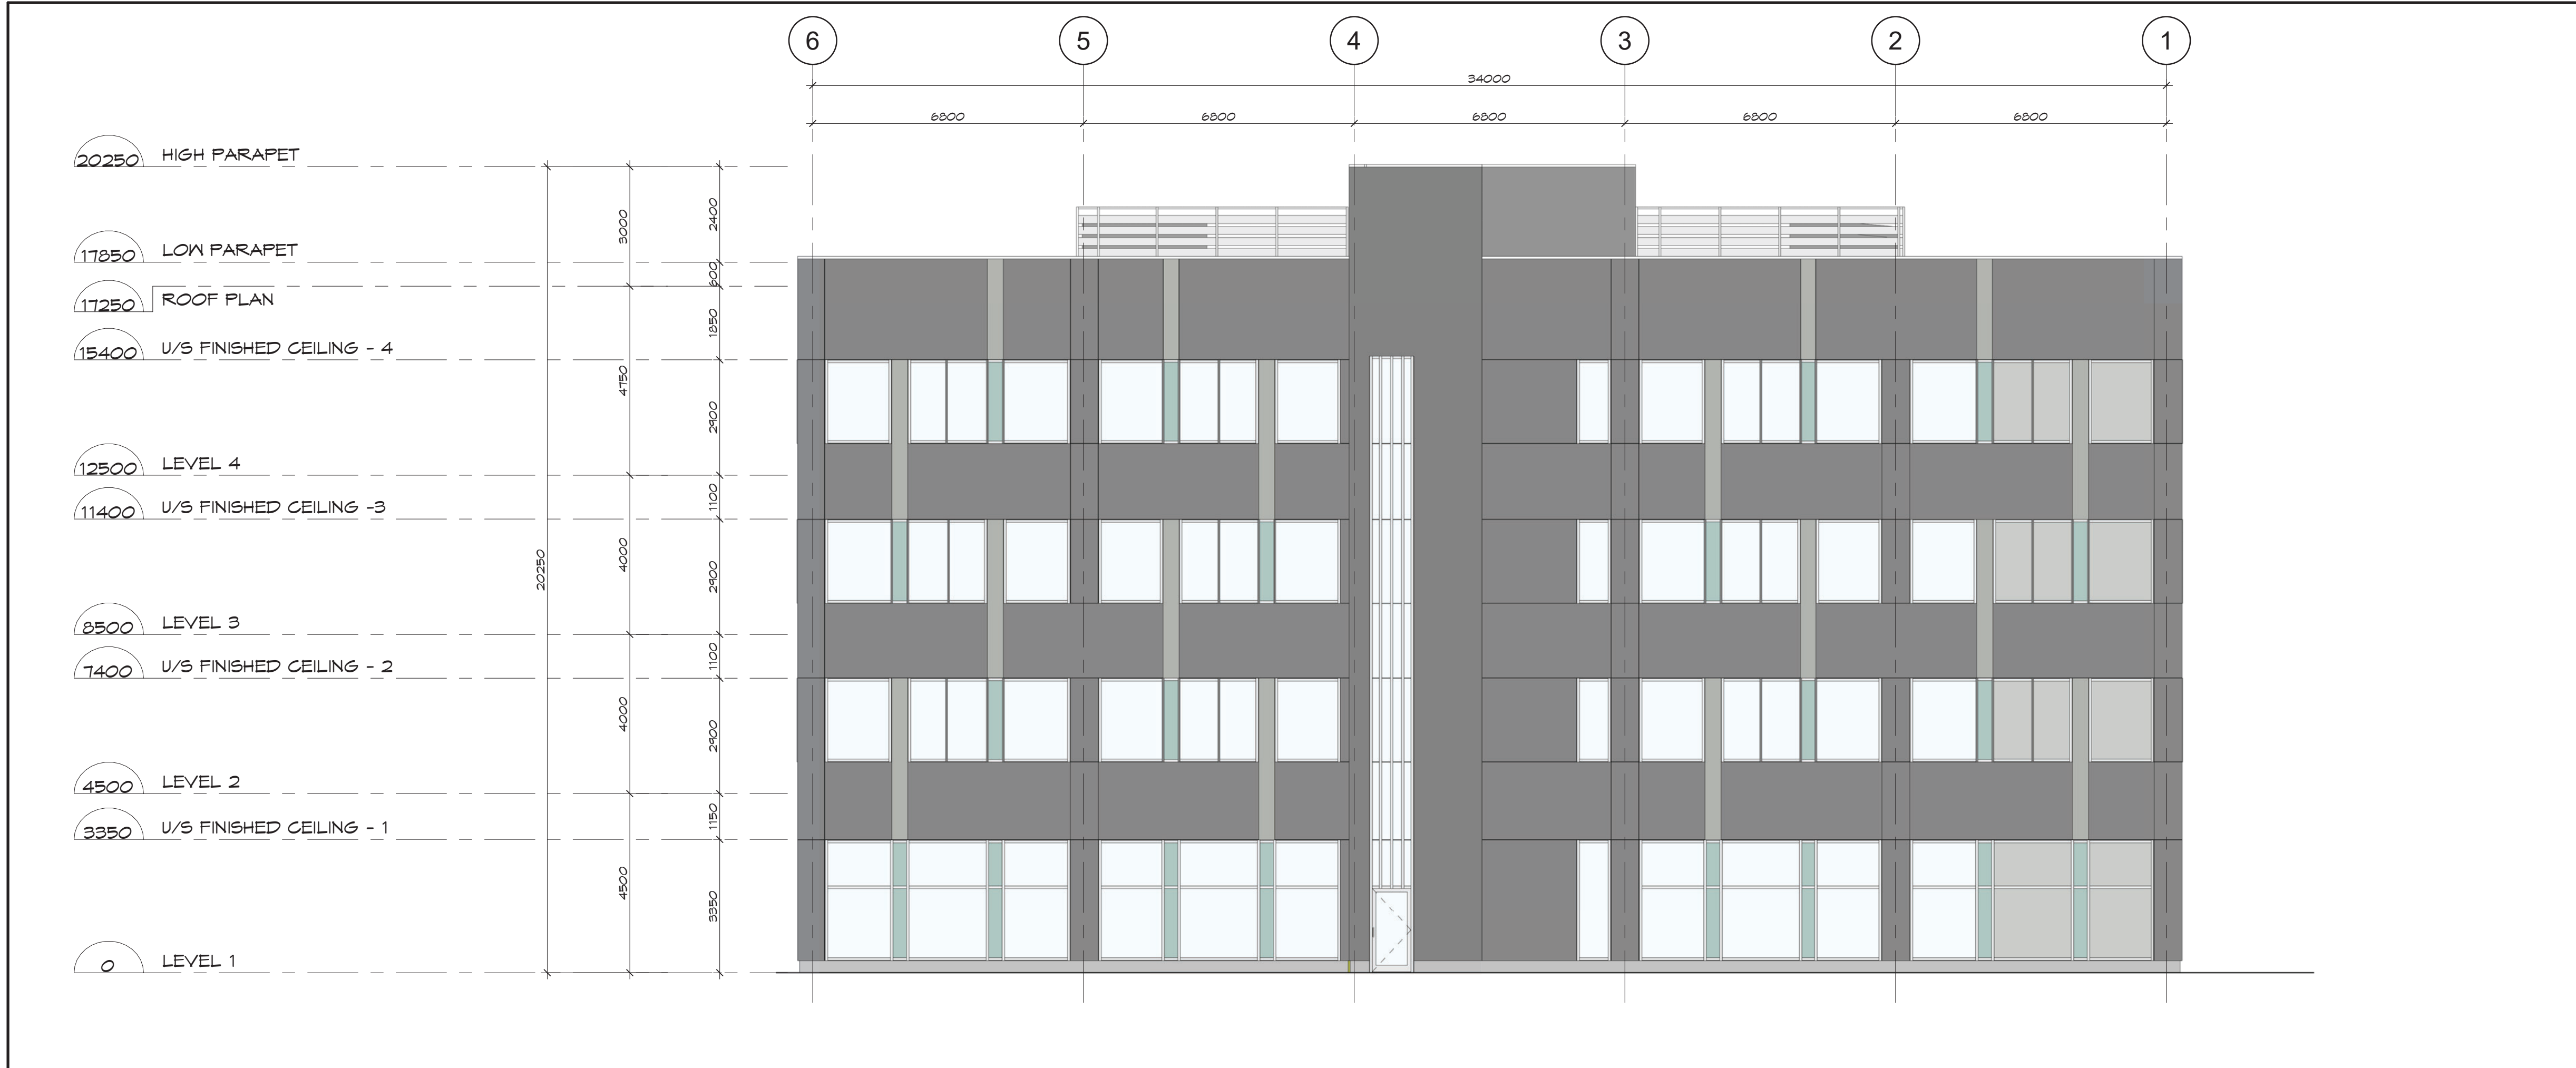 6 5 4 3 2 1
34000
6800 6800 6800 6800 6800
20250 HIGH PARAPET
17850 LOW PARAPET
17250 ROOF PLAN
15400 U/S FINISHED CEILING - 4
12500 LEVEL 4
11400 U/S FINISHED CEILING -3
8500 LEVEL 3
7400 U/S FINISHED CEILING - 2
4500 LEVEL 2
3350 U/S FINISHED CEILING - 1
0 LEVEL 1
20250
3000
4750
4000
4000
4500
2400
600
1850
2900
1100
2900
1100
2900
1150
3350